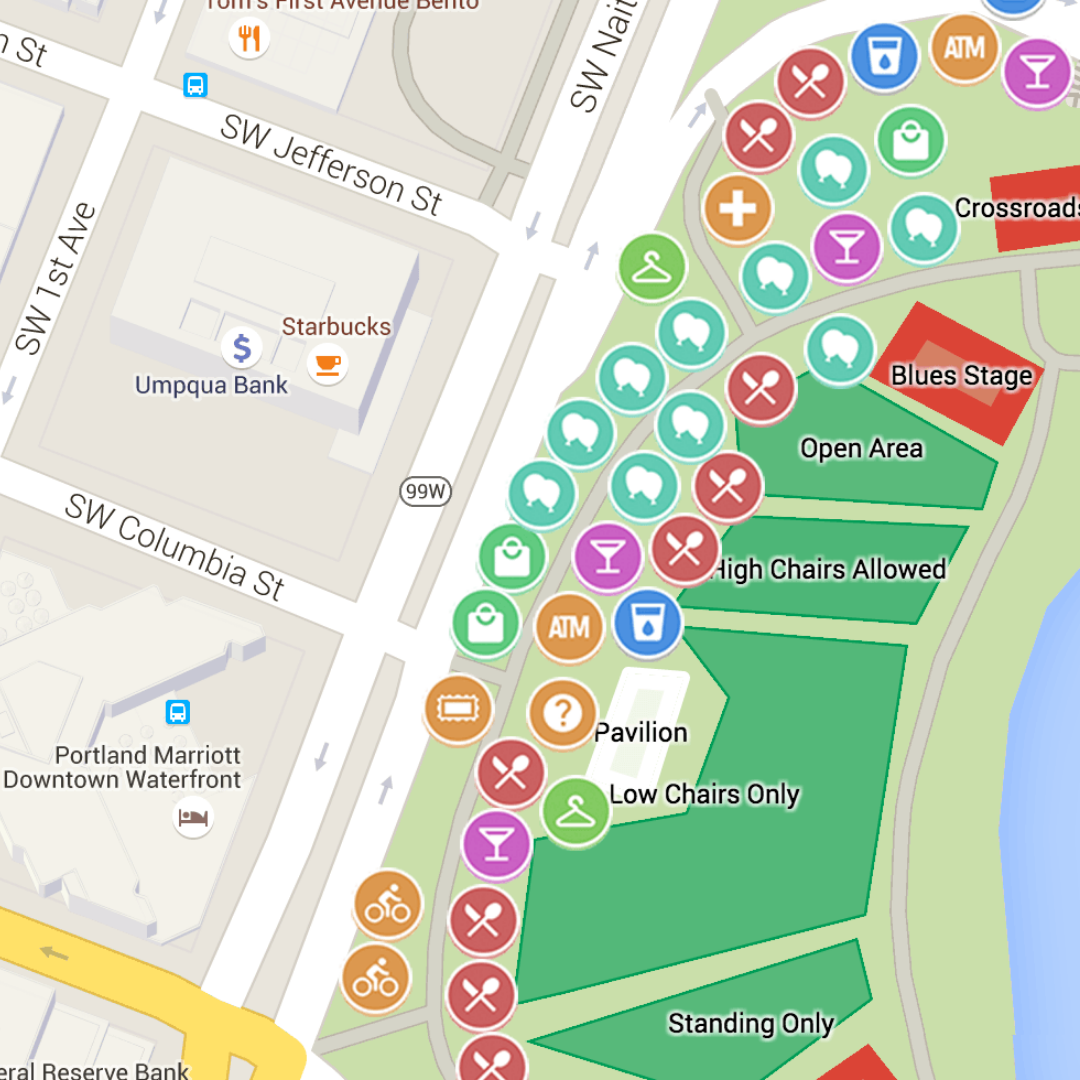 Tom's First Avenue Bento
n St
SW Nait
ATM
SW Jefferson St
SW 1st Ave
Crossroads
Starbucks
$
Umpqua Bank
Blues Stage
Open Area
99W
SW Columbia St
High Chairs Allowed
ATM
?
Pavilion
Portland Marriott
Downtown Waterfront
Low Chairs Only
Standing Only
eral Reserve Bank